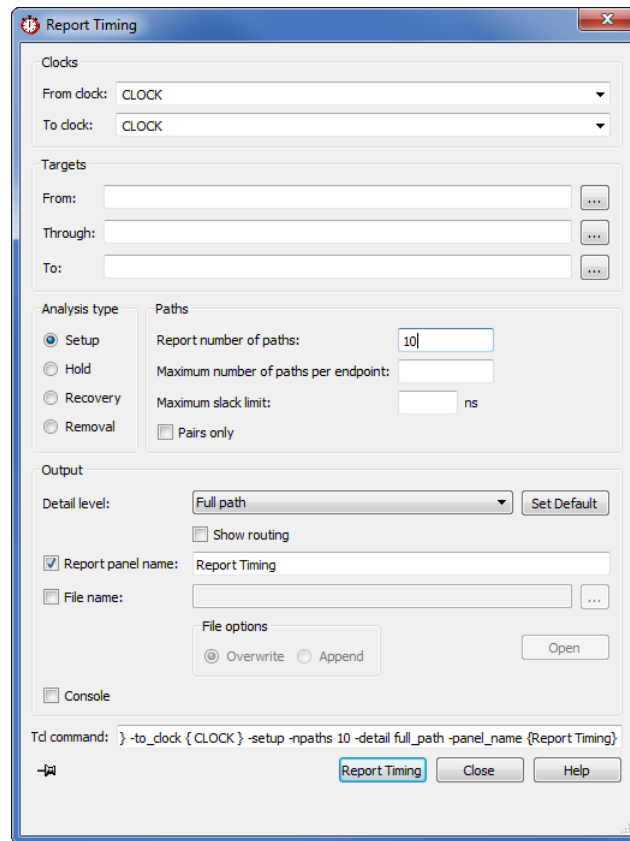 Report Timing
Clocks
From clock: CLOCK
To clock: CLOCK
Targets
From: ...
Through: ...
To: ...
Analysis type
Setup
Hold
Recovery
Removal
Paths
Report number of paths: 10
Maximum number of paths per endpoint:
Maximum slack limit: ns
Pairs only
Output
Detail level: Full path Set Default
Show routing
Report panel name: Report Timing
File name: ...
File options
Overwrite Append
Open
Console
Tcl command: } -to_clock { CLOCK } -setup -npaths 10 -detail full_path -panel_name {Report Timing}
Report Timing Close Help